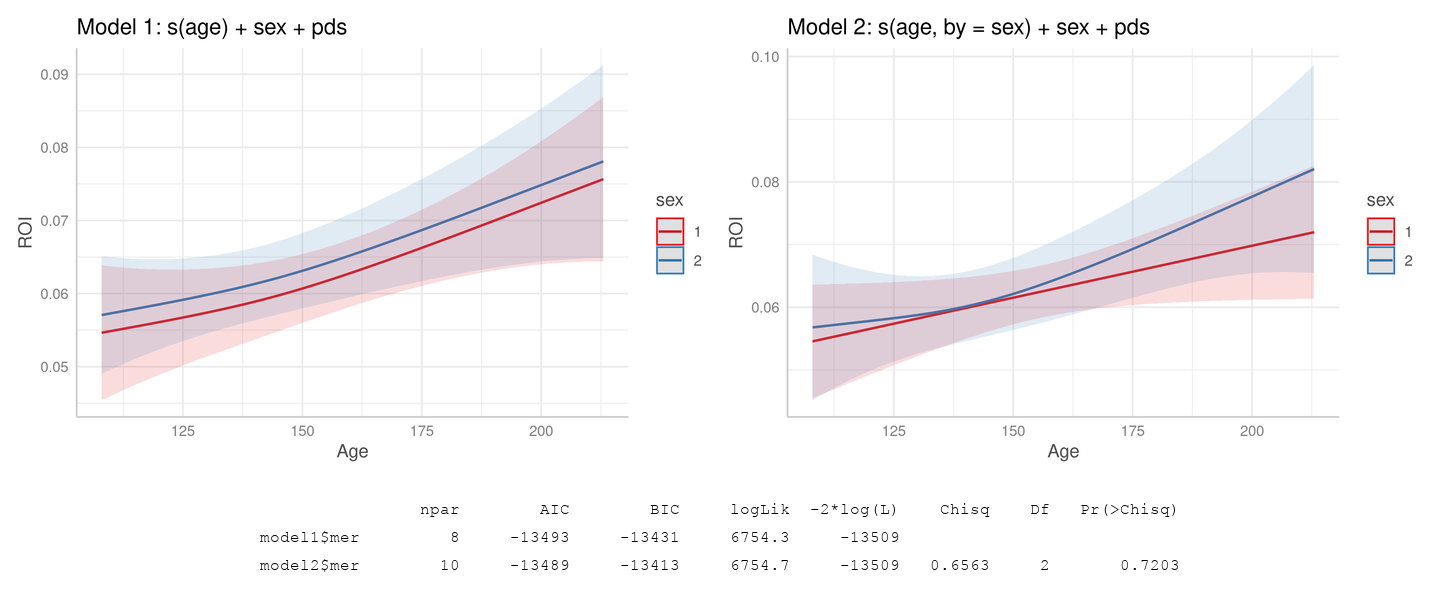 Model 1: s(age) + sex + pds
0.09
0.08
0.07
0.06
0.05
ROI
125 150 175 200
Age
sex
1
2
Model 2: s(age, by = sex) + sex + pds
0.10
0.08
0.06
ROI
125 150 175 200
Age
sex
1
2
npar AIC BIC logLik -2*log(L) Chisq Df Pr(>Chisq)
model1$mer 8 -13493 -13431 6754.3 -13509
model2$mer 10 -13489 -13413 6754.7 -13509 0.6563 2 0.7203